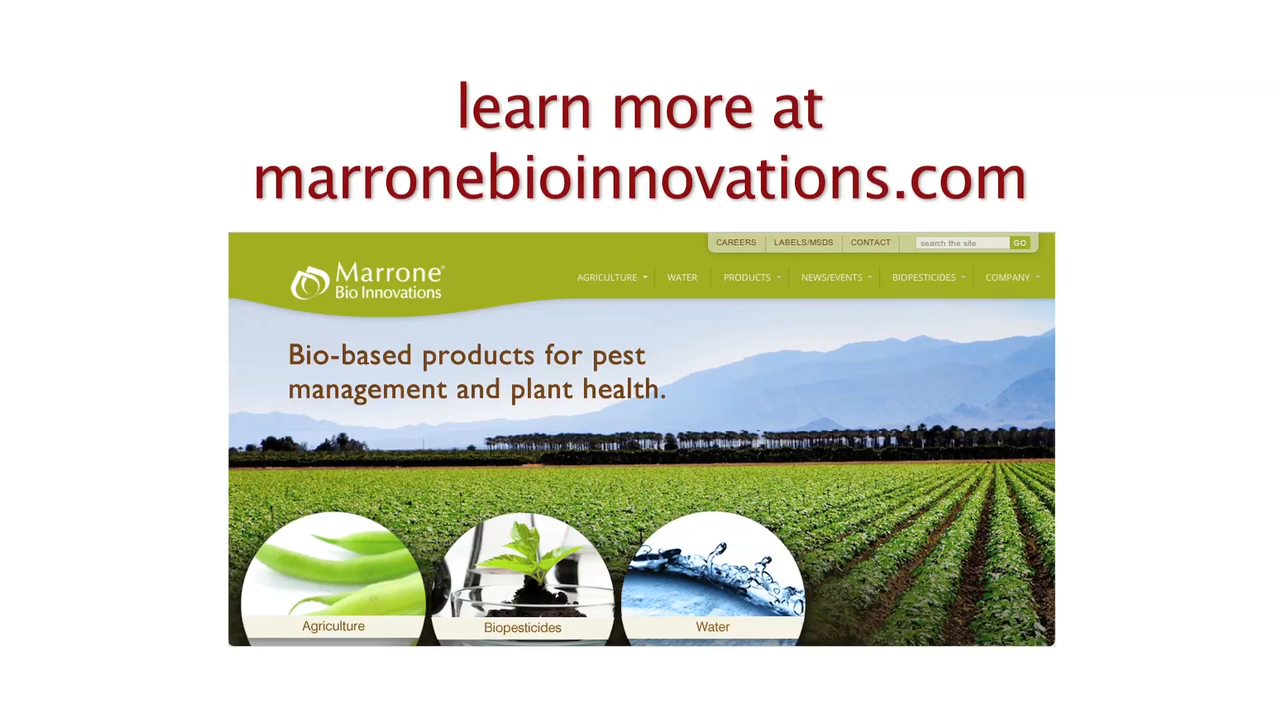 learn more at
marronebioinnovations.com
CAREERS LABELS/MSDS CONTACT search the site GO
Marrone®
Bio Innovations
AGRICULTURE WATER PRODUCTS NEWS/EVENTS BIOPESTICIDES COMPANY
Bio-based products for pest
management and plant health.
Agriculture Biopesticides Water